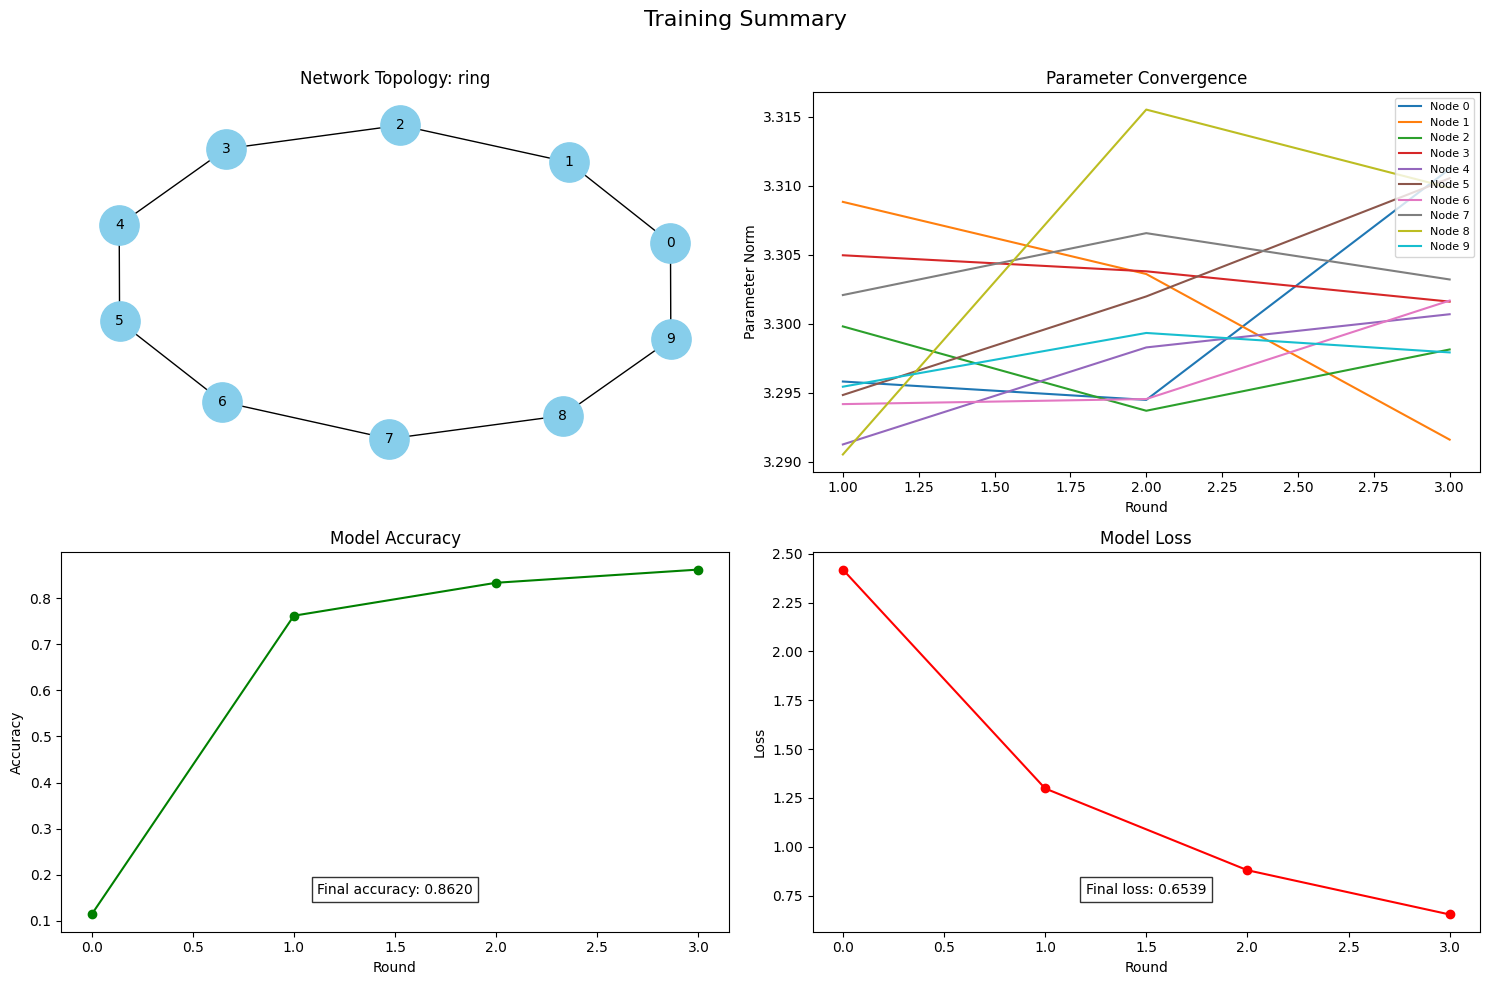 Training Summary
Network Topology: ring
2
3
1
4
0
5
9
6
8
7
Parameter Convergence
Parameter Norm
3.315
3.310
3.305
3.300
3.295
3.290
Node 0
Node 1
Node 2
Node 3
Node 4
Node 5
Node 6
Node 7
Node 8
Node 9
1.00 1.25 1.50 1.75 2.00 2.25 2.50 2.75 3.00
Round
Model Accuracy
Accuracy
0.8
0.7
0.6
0.5
0.4
0.3
0.2
0.1
Final accuracy: 0.8620
0.0 0.5 1.0 1.5 2.0 2.5 3.0
Round
Model Loss
Loss
2.50
2.25
2.00
1.75
1.50
1.25
1.00
0.75
Final loss: 0.6539
0.0 0.5 1.0 1.5 2.0 2.5 3.0
Round